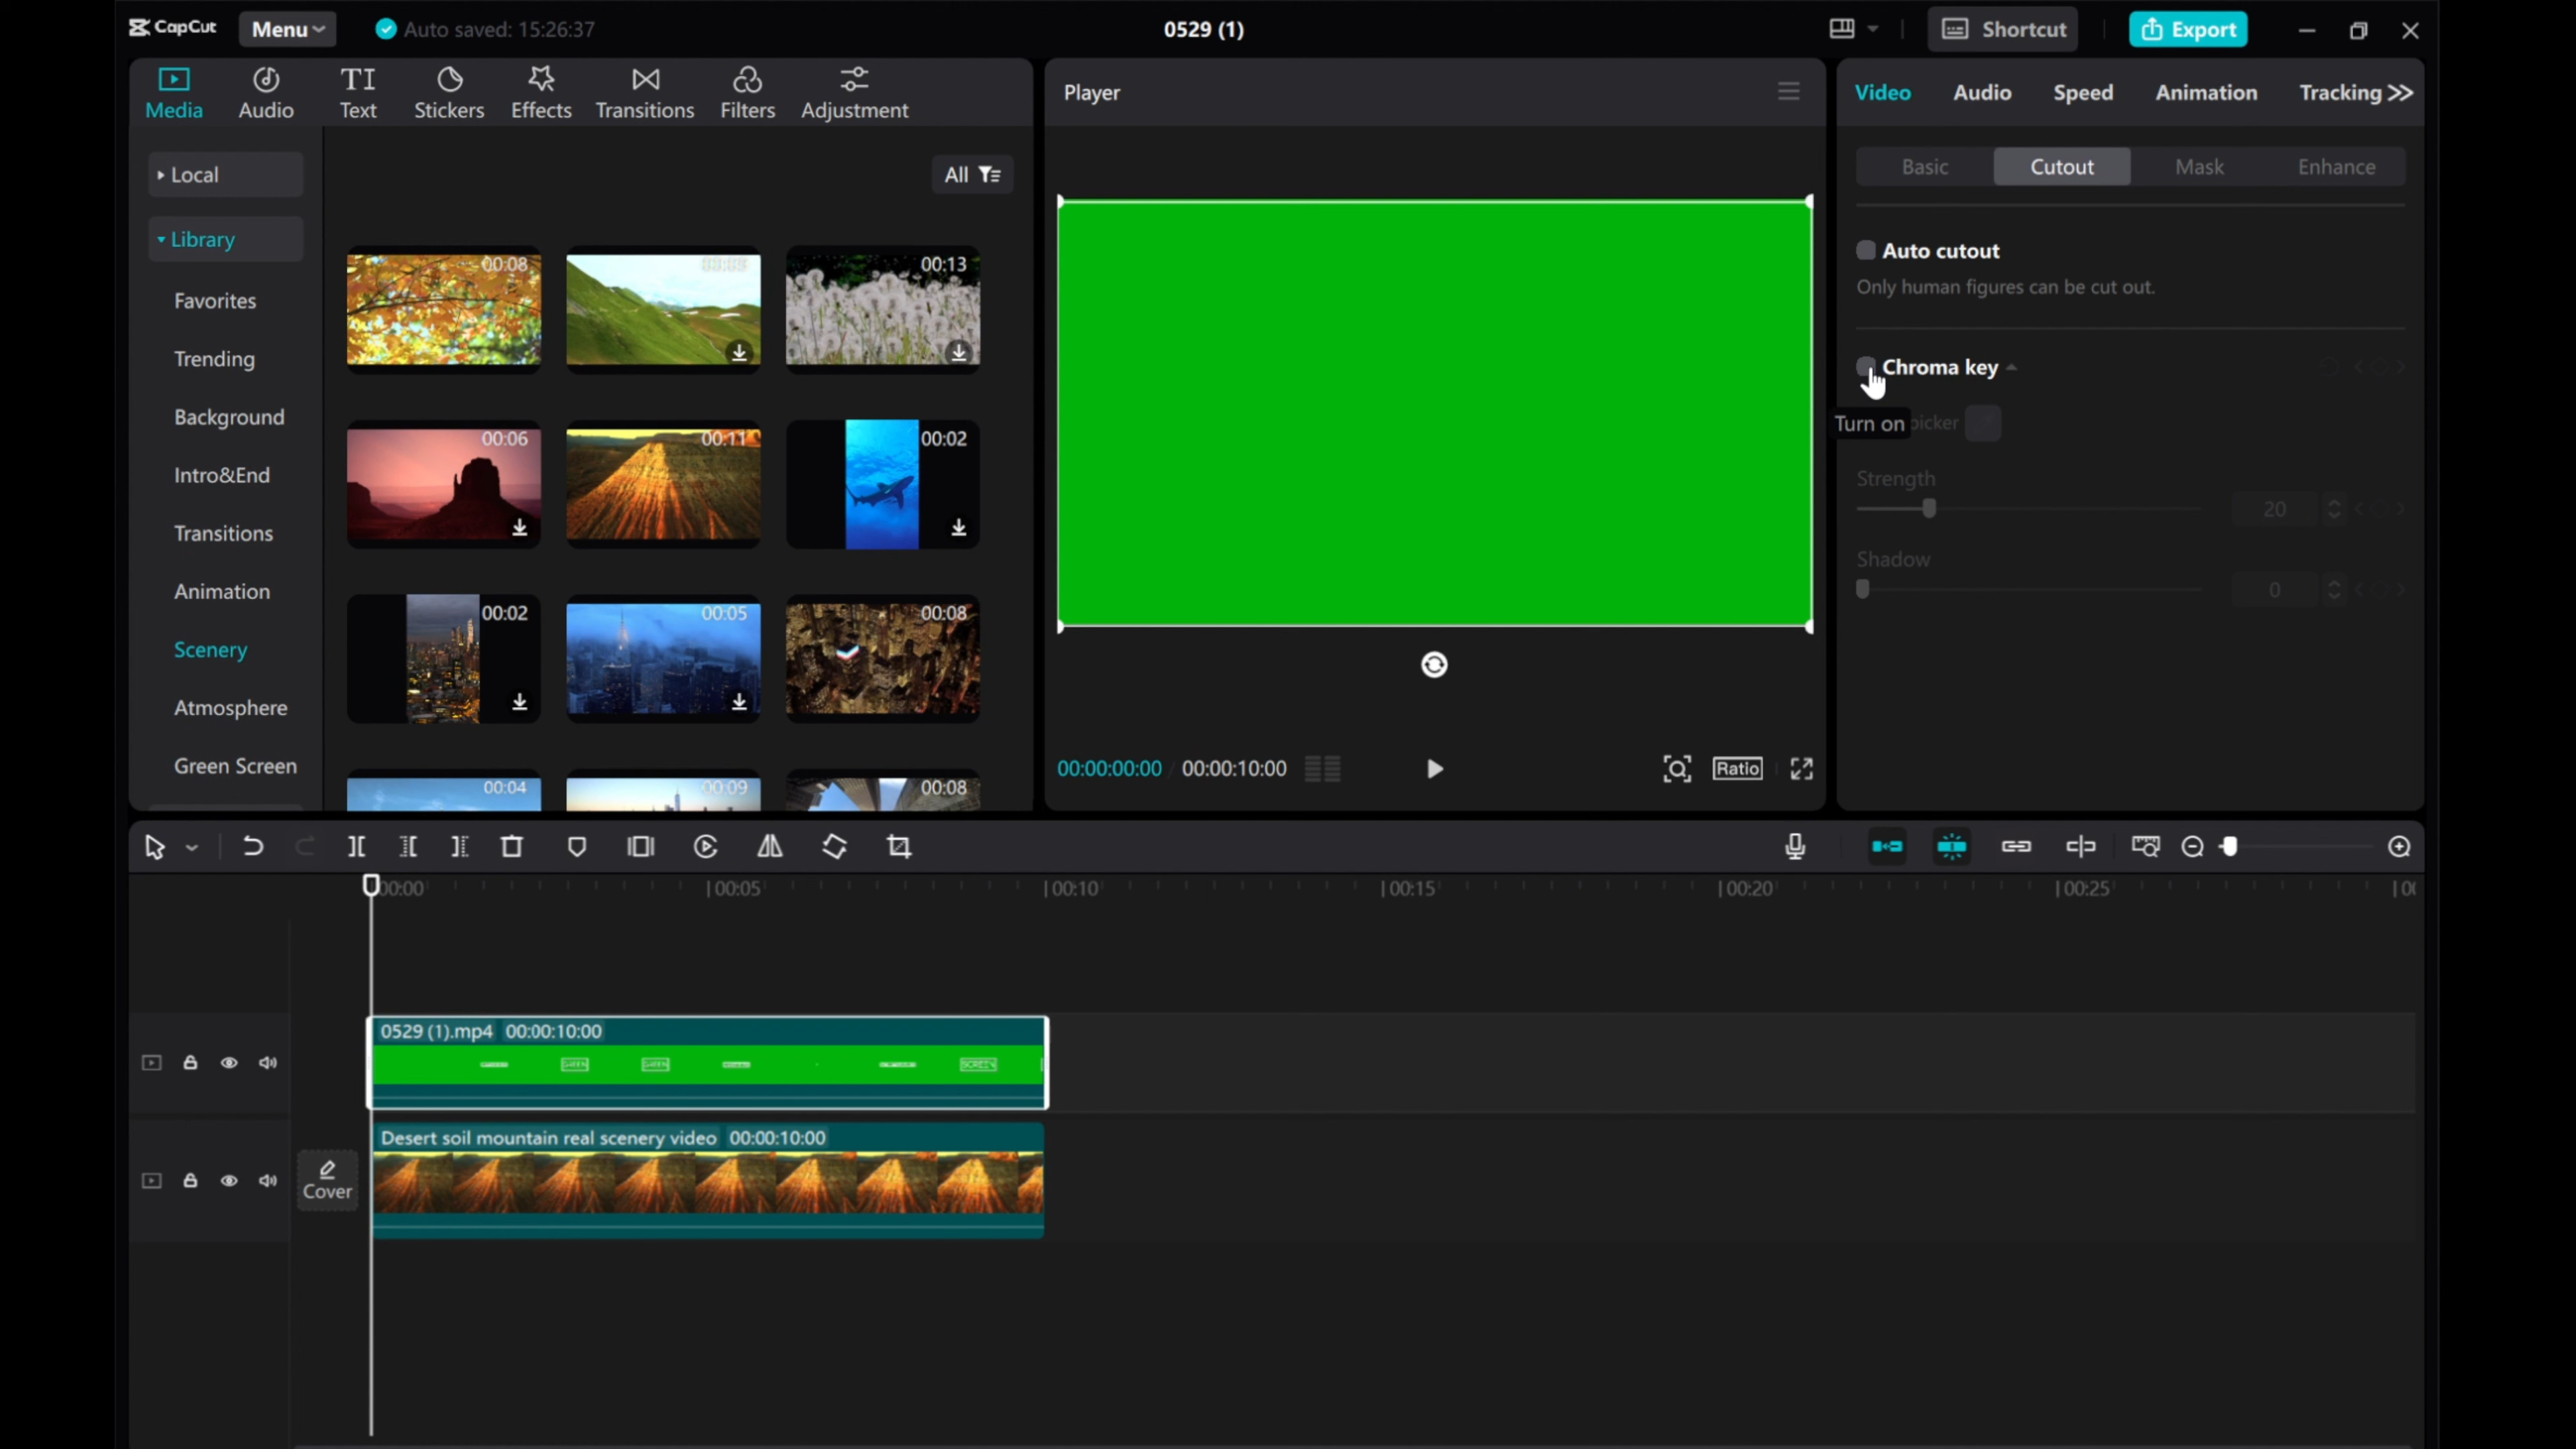 CapCut Menu Auto saved: 15:26:37 0529 (1) Shortcut Export
Media Audio Text Stickers Effects Transitions Filters Adjustment
Local
Library
Favorites
Trending
Background
Intro&End
Transitions
Animation
Scenery
Atmosphere
Green Screen
All
00:08 00:13
00:06 00:11 00:02
00:02 00:05 00:08
00:04 00:09 00:08
Player
00:00:00:00 / 00:00:10:00 Ratio
Video Audio Speed Animation Tracking
Basic Cutout Mask Enhance
Auto cutout
Only human figures can be cut out.
Chroma key
Turn on picker
Strength
20
Shadow
0
00:00 00:05 00:10 00:15 00:20 00:25
0529 (1).mp4 00:00:10:00
GREEN GREEN SCREEN
Cover
Desert soil mountain real scenery video 00:00:10:00